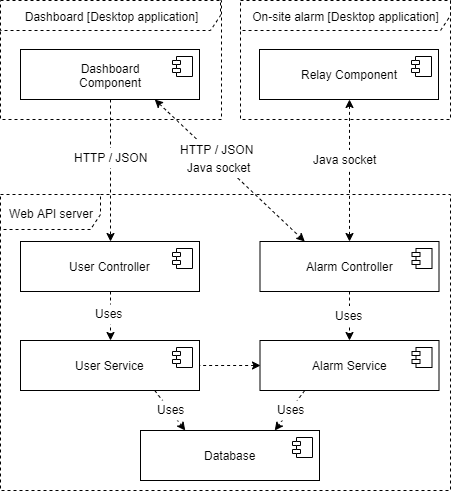 Dashboard [Desktop application]
On-site alarm [Desktop application]
Dashboard
Component
Relay Component
HTTP / JSON
HTTP / JSON
Java socket
Java socket
Web API server
User Controller
Alarm Controller
Uses
Uses
User Service
Alarm Service
Uses
Uses
Database